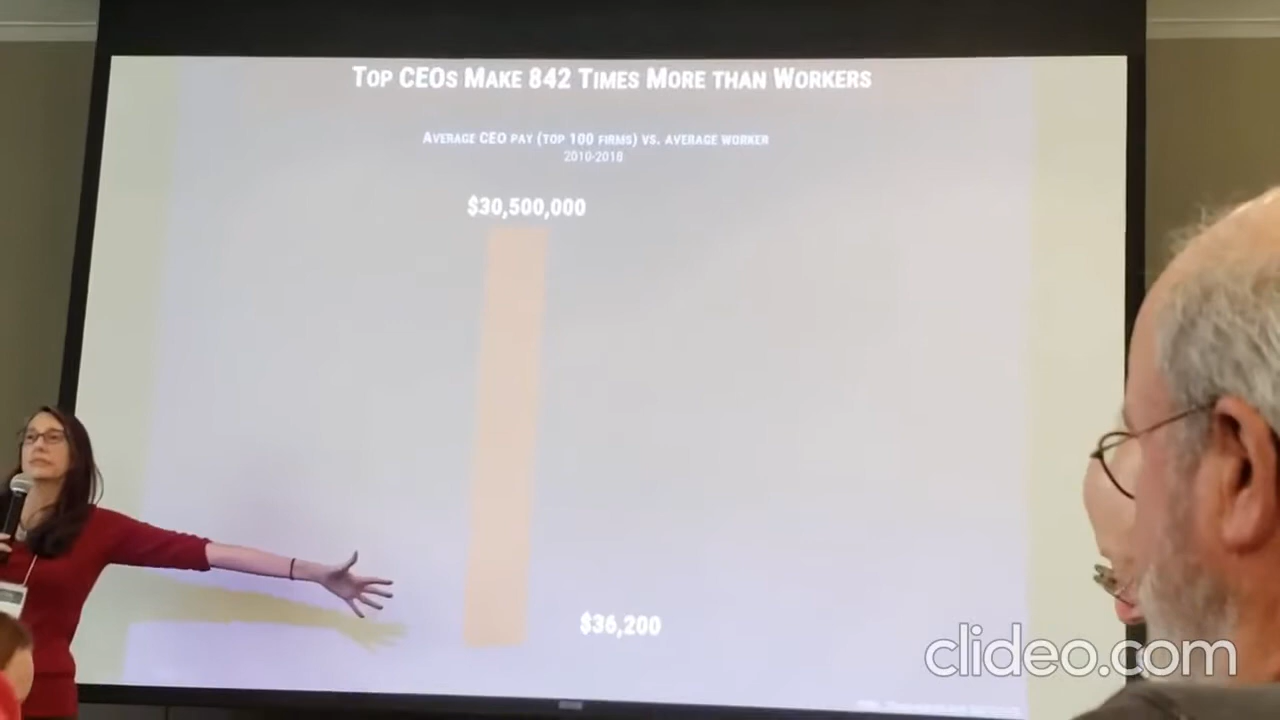 TOP CEOS MAKE 842 TIMES MORE THAN WORKERS
AVERAGE CEO PAY (TOP 100 FIRMS) VS. AVERAGE WORKER
2010-2018
$30,500,000
$36,200
clideo.com